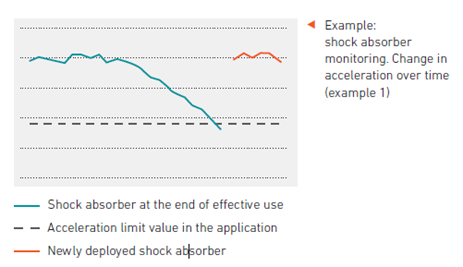 Example:
shock absorber
monitoring. Change in
acceleration over time
(example 1)
Shock absorber at the end of effective use
Acceleration limit value in the application
Newly deployed shock absorber